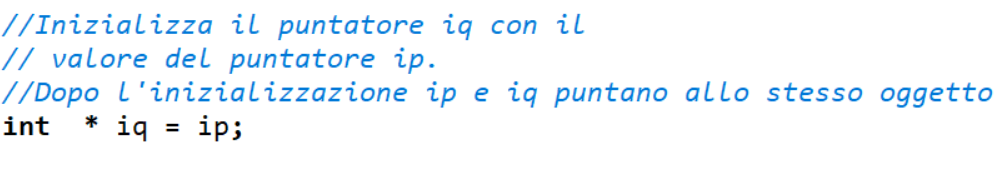 //Inizializza il puntatore iq con il
// valore del puntatore ip.
//Dopo l'inizializzazione ip e iq puntano allo stesso oggetto
int  * iq = ip;